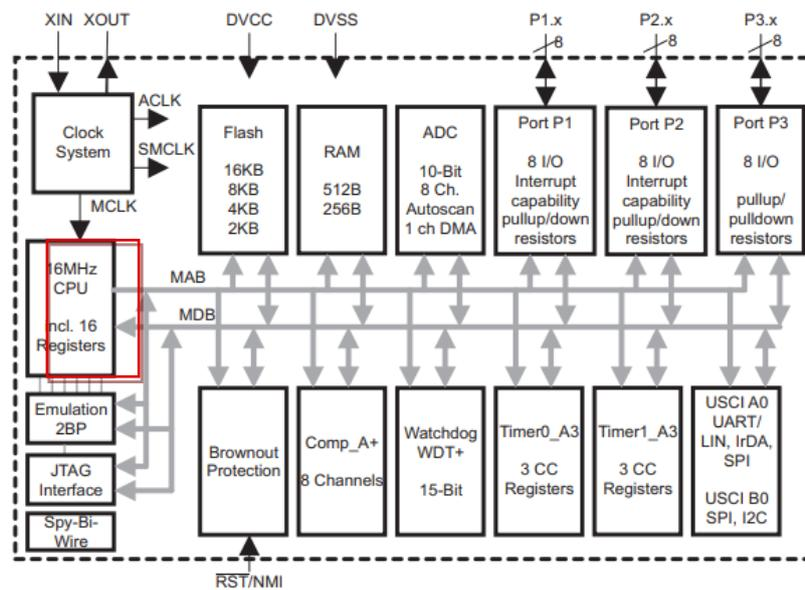 XIN XOUT DVCC DVSS P1.x P2.x P3.x
8 8 8
Clock
System
ACLK
SMCLK
MCLK
Flash
16KB
8KB
4KB
2KB
RAM
512B
256B
ADC
10-Bit
8 Ch.
Autoscan
1 ch DMA
Port P1
8 I/O
Interrupt
capability
pullup/down
resistors
Port P2
8 I/O
Interrupt
capability
pullup/down
resistors
Port P3
8 I/O
pullup/
pulldown
resistors
16MHz
CPU
incl. 16
Registers
MAB
MDB
Emulation
2BP
JTAG
Interface
Spy-Bi-
Wire
Brownout
Protection
Comp_A+
8 Channels
Watchdog
WDT+
15-Bit
Timer0_A3
3 CC
Registers
Timer1_A3
3 CC
Registers
USCI A0
UART/
LIN, IrDA,
SPI
USCI B0
SPI, I2C
RST/NMI